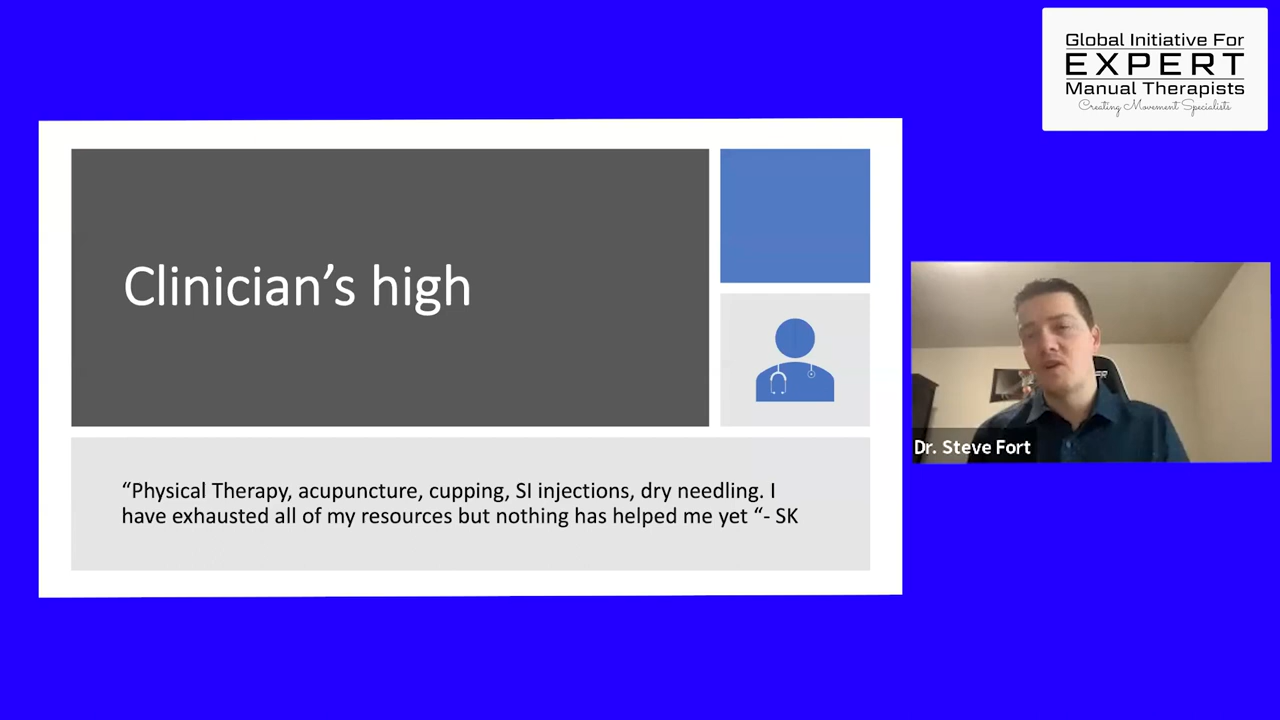 Global Initiative For
EXPERT
Manual Therapists
Creating Movement Specialists
Clinician’s high
“Physical Therapy, acupuncture, cupping, SI injections, dry needling. I
have exhausted all of my resources but nothing has helped me yet “- SK
Dr. Steve Fort